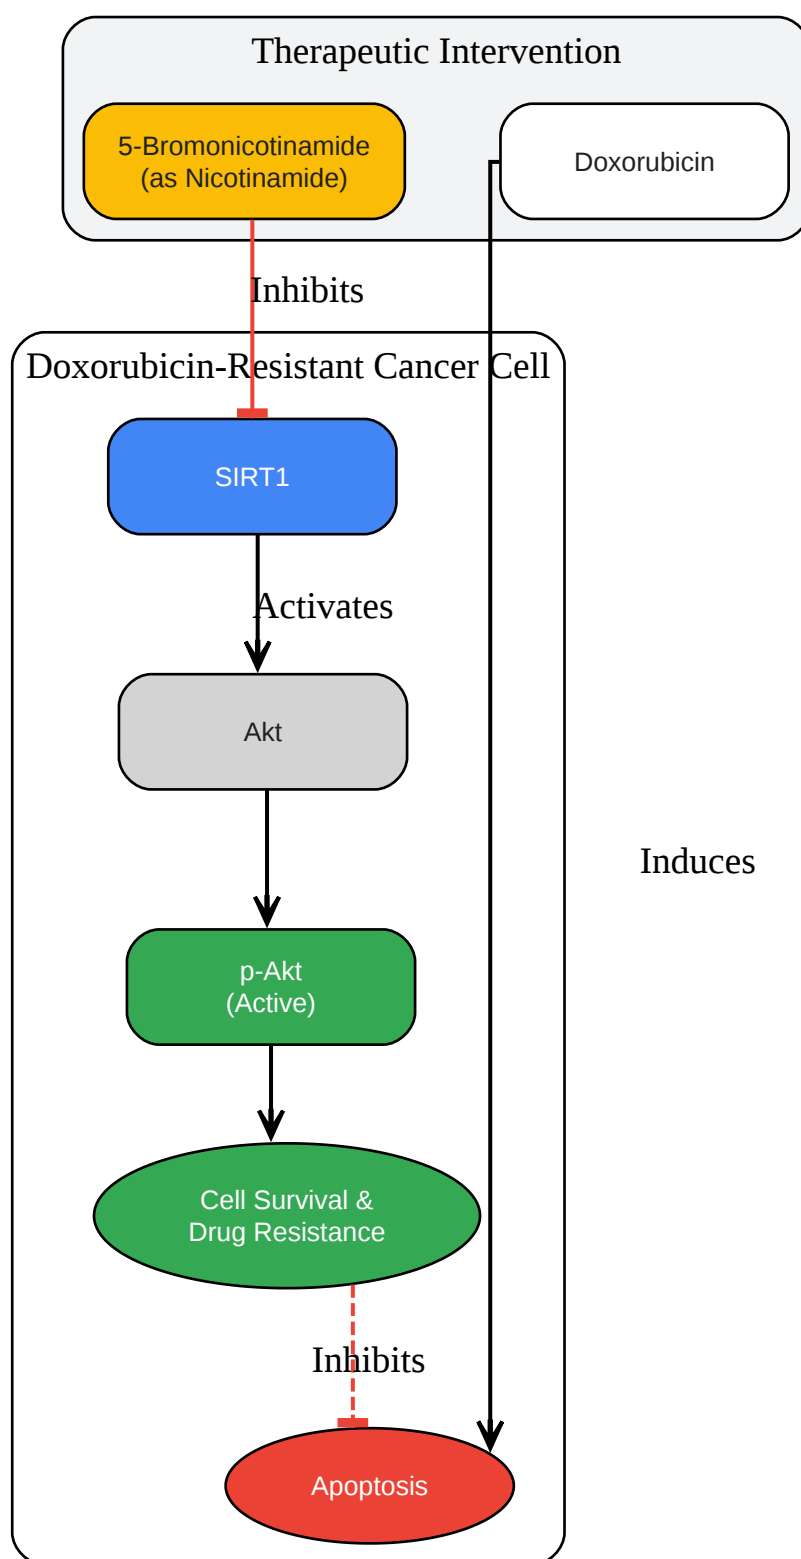 Therapeutic Intervention
5-Bromonicotinamide
(as Nicotinamide)
Doxorubicin
Inhibits
Doxorubicin-Resistant Cancer Cell
SIRT1
Activates
Akt
Induces
p-Akt
(Active)
Cell Survival &
Drug Resistance
Inhibits
Apoptosis